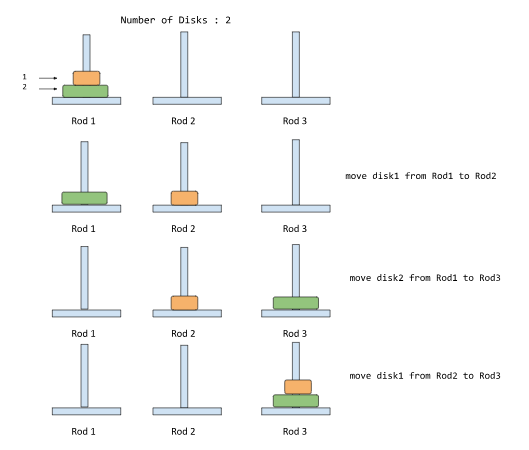 Number of Disks : 2
1
2
Rod 1 Rod 2 Rod 3
move disk1 from Rod1 to Rod2
Rod 1 Rod 2 Rod 3
move disk2 from Rod1 to Rod3
Rod 1 Rod 2 Rod 3
move disk1 from Rod2 to Rod3
Rod 1 Rod 2 Rod 3